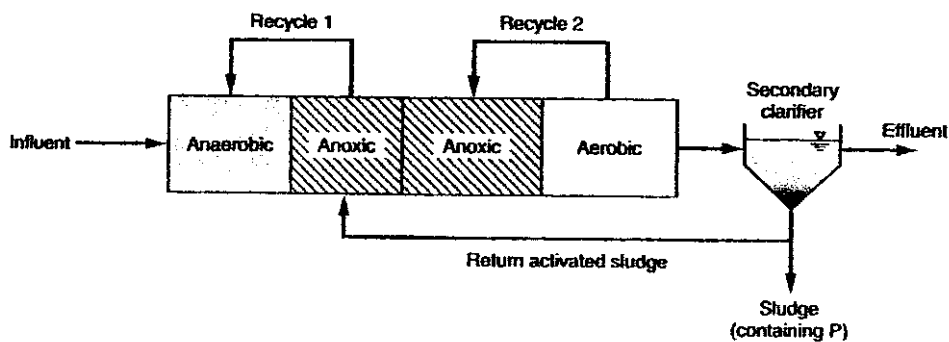 Recycle 1
Recycle 2
Secondary
clarifier
Influent
Anaerobic
Anoxic
Anoxic
Aerobic
Effluent
Return activated sludge
Sludge
(containing P)